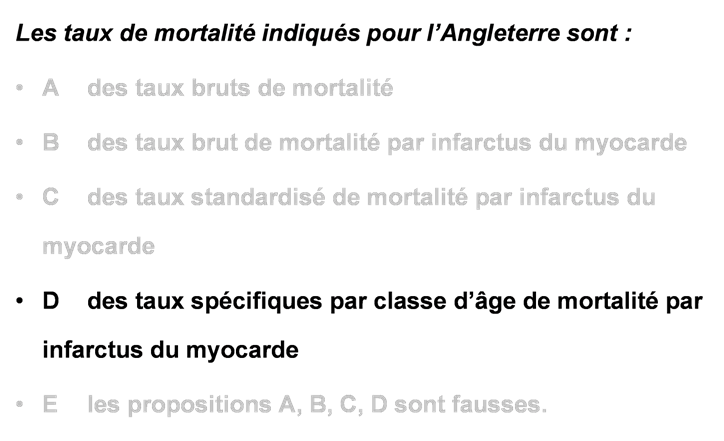 Les taux de mortalité indiqués pour l’Angleterre sont :
• A des taux bruts de mortalité
• B des taux brut de mortalité par infarctus du myocarde
• C des taux standardisé de mortalité par infarctus du
myocarde
• D des taux spécifiques par classe d’âge de mortalité par
infarctus du myocarde
• E les propositions A, B, C, D sont fausses.